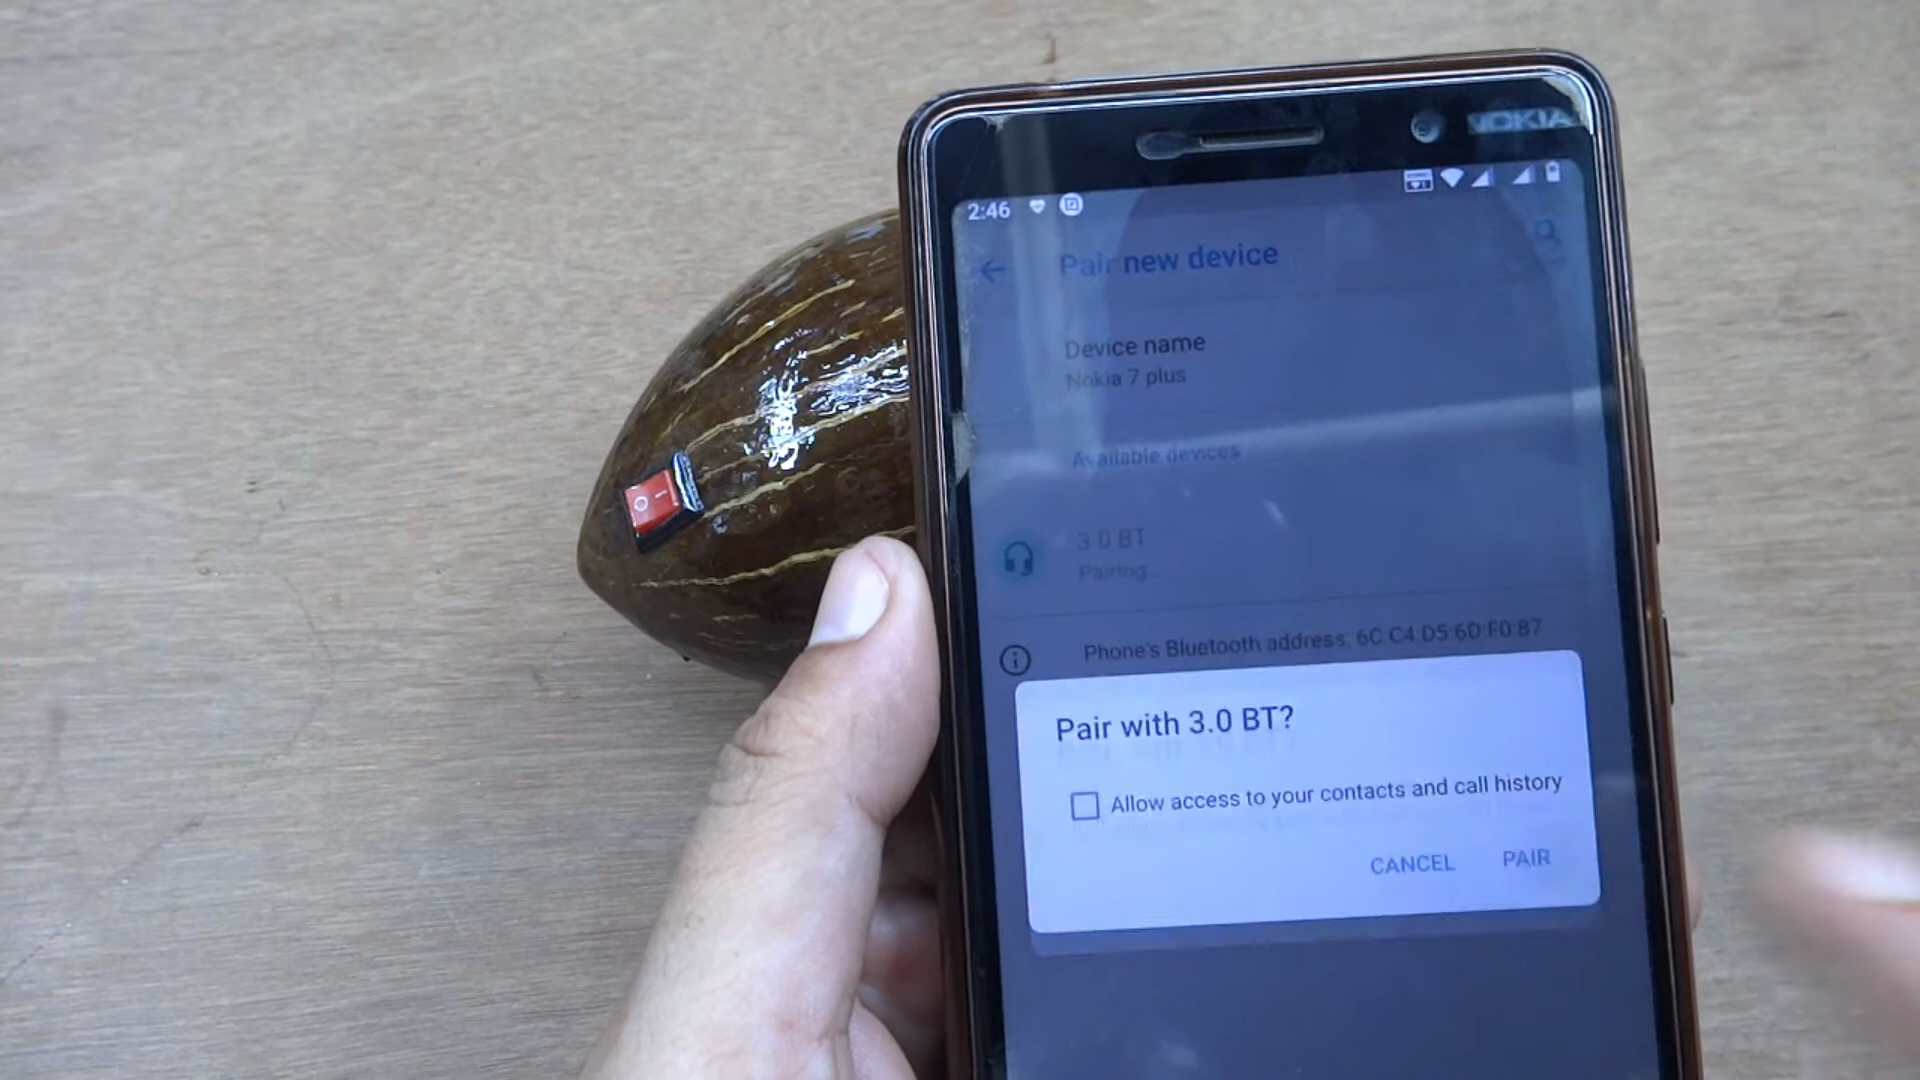 NOKIA
2:46
Pair new device
Device name
Nokia 7 plus
Available devices
3.0 BT
Pairing...
Phone's Bluetooth address: 6C:C4:D5:6D:F0:87
Pair with 3.0 BT?
Allow access to your contacts and call history
CANCEL PAIR